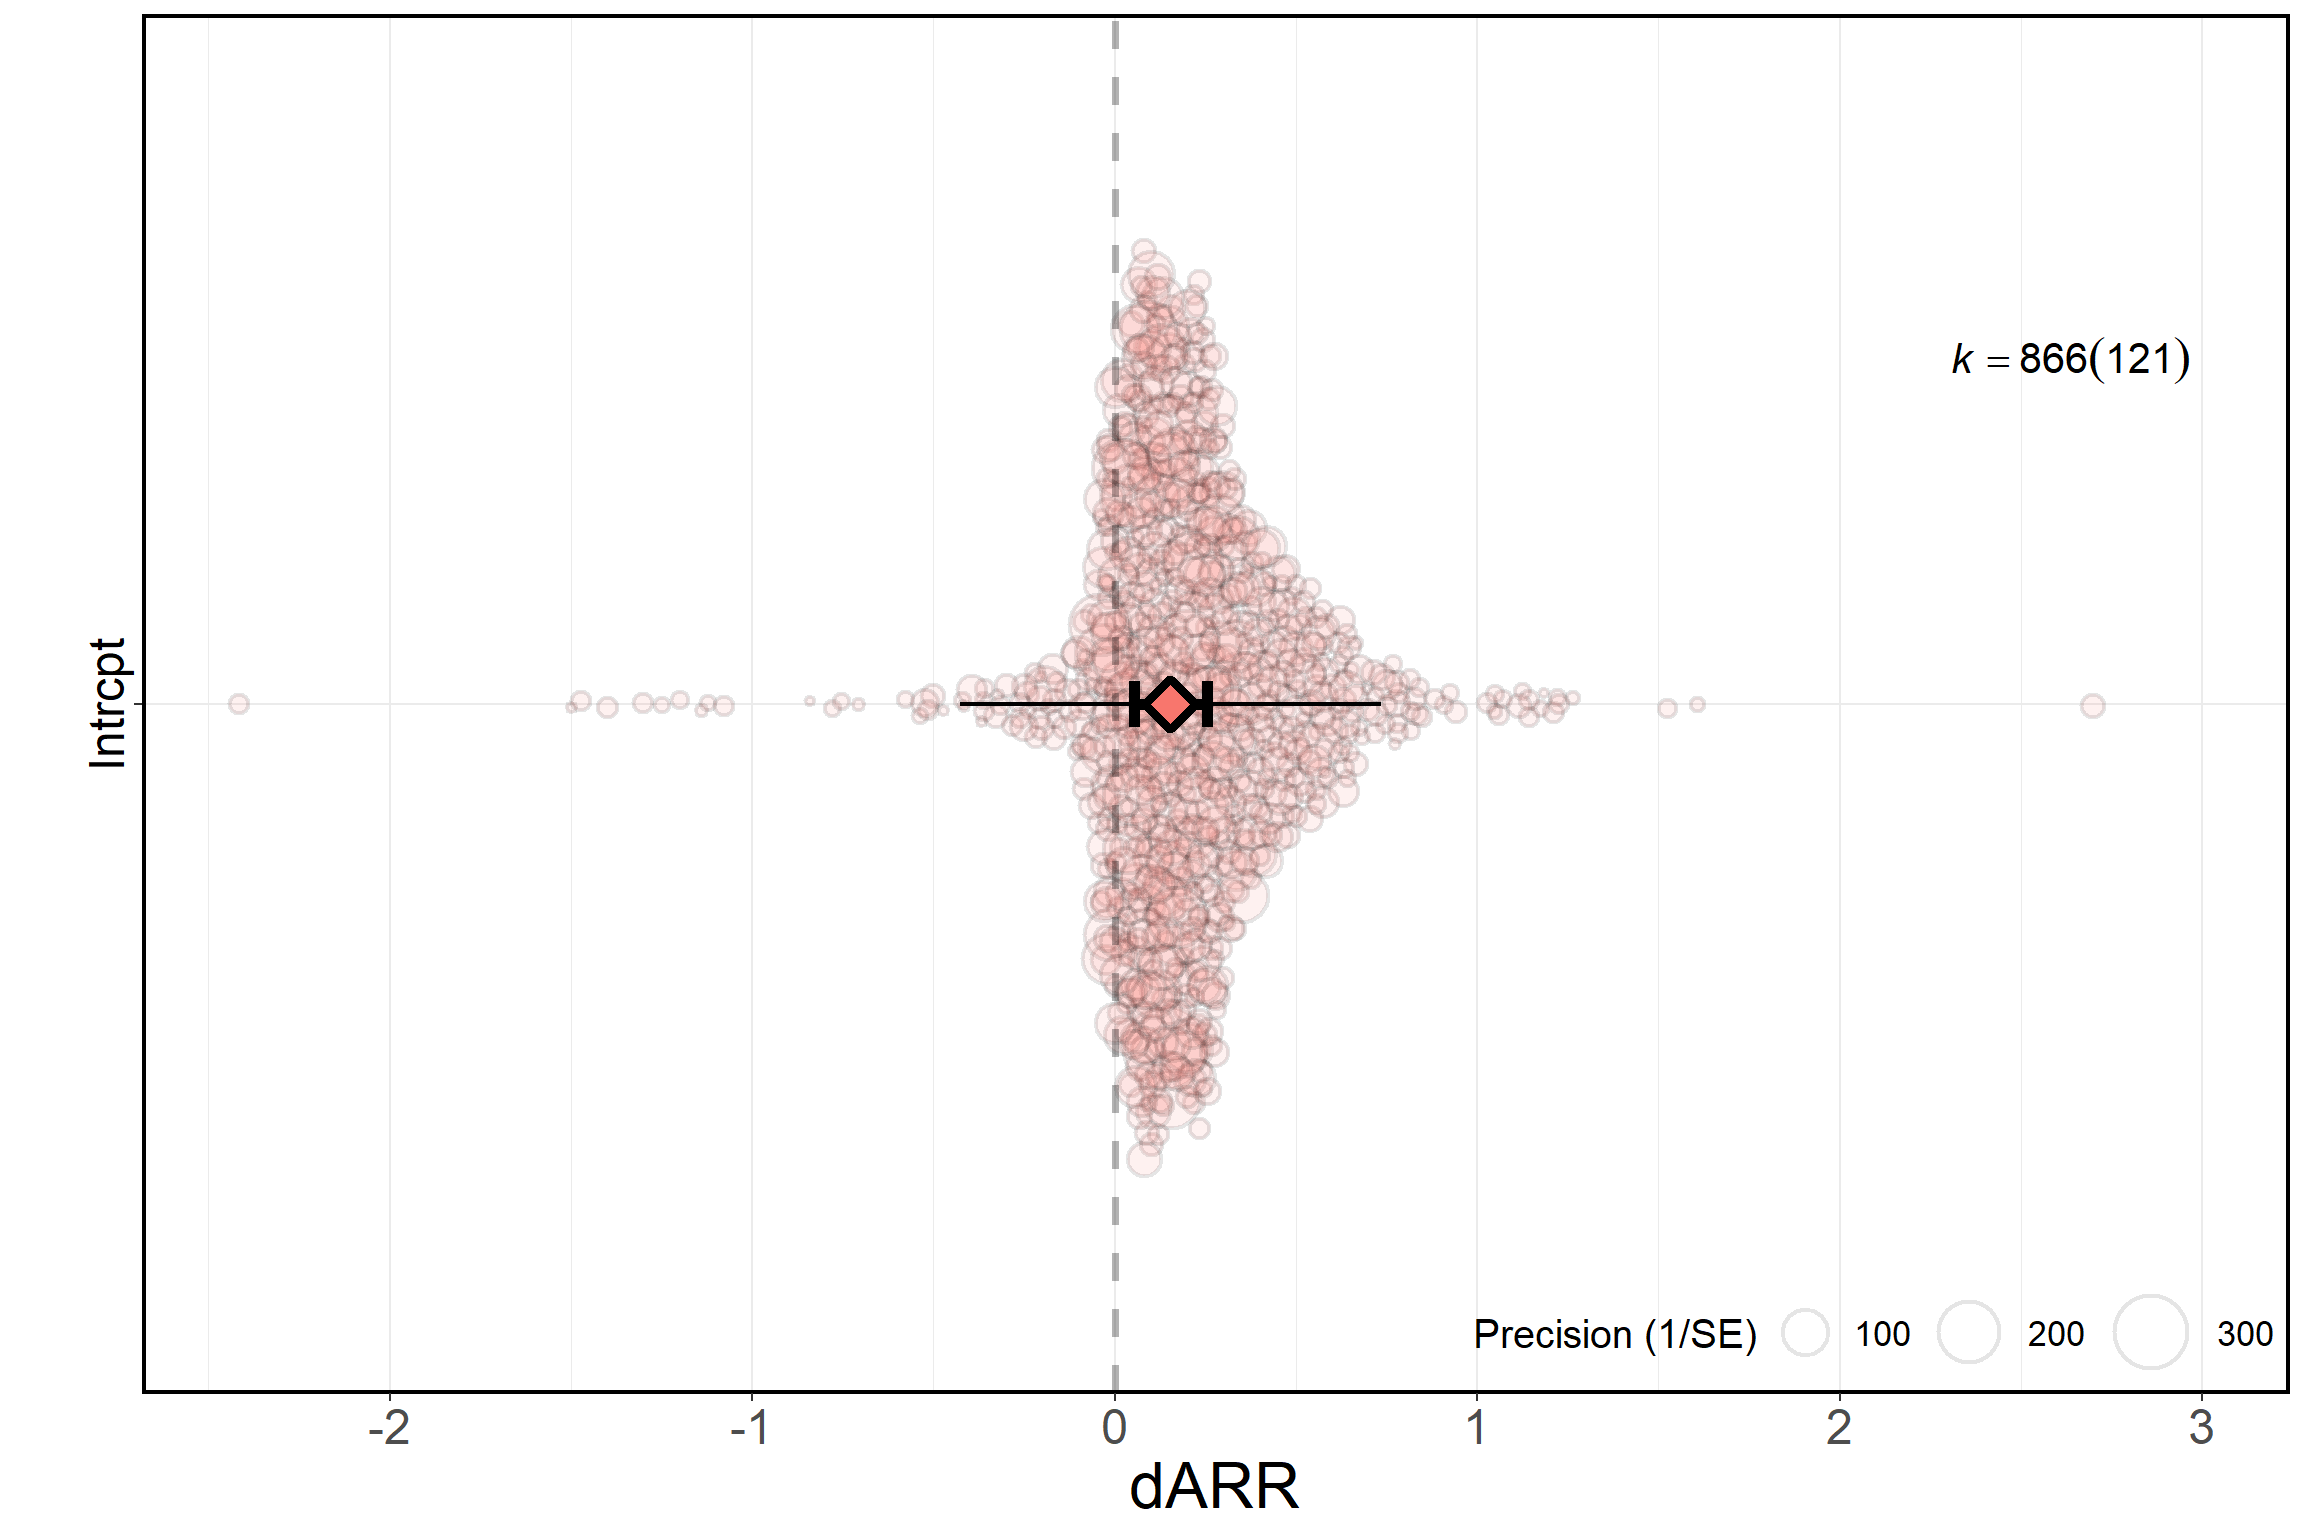 k = 866(121)
Intrcpt
Precision (1/SE) 100 200 300
-2 -1 0 1 2 3
dARR